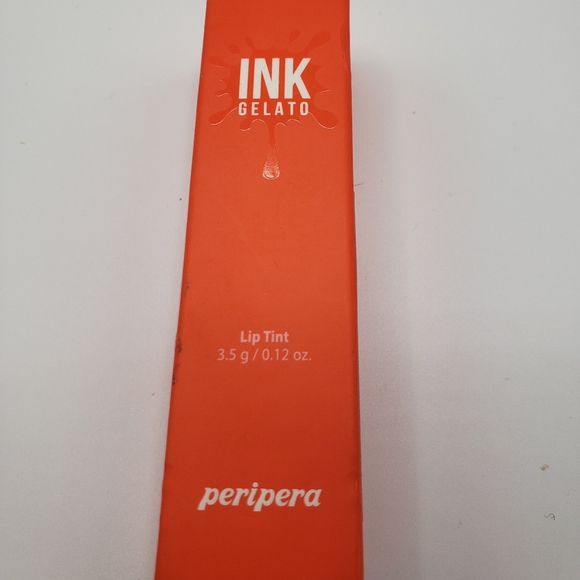 INK
GELATO
Lip Tint
3.5 g / 0.12 oz.
peripera